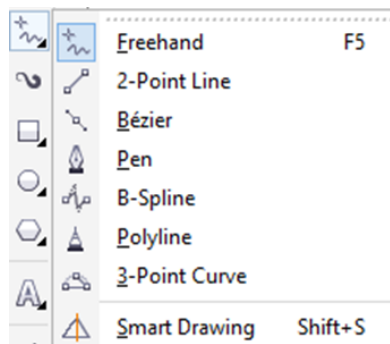 Freehand F5
2-Point Line
Bézier
Pen
B-Spline
Polyline
3-Point Curve
Smart Drawing Shift+S